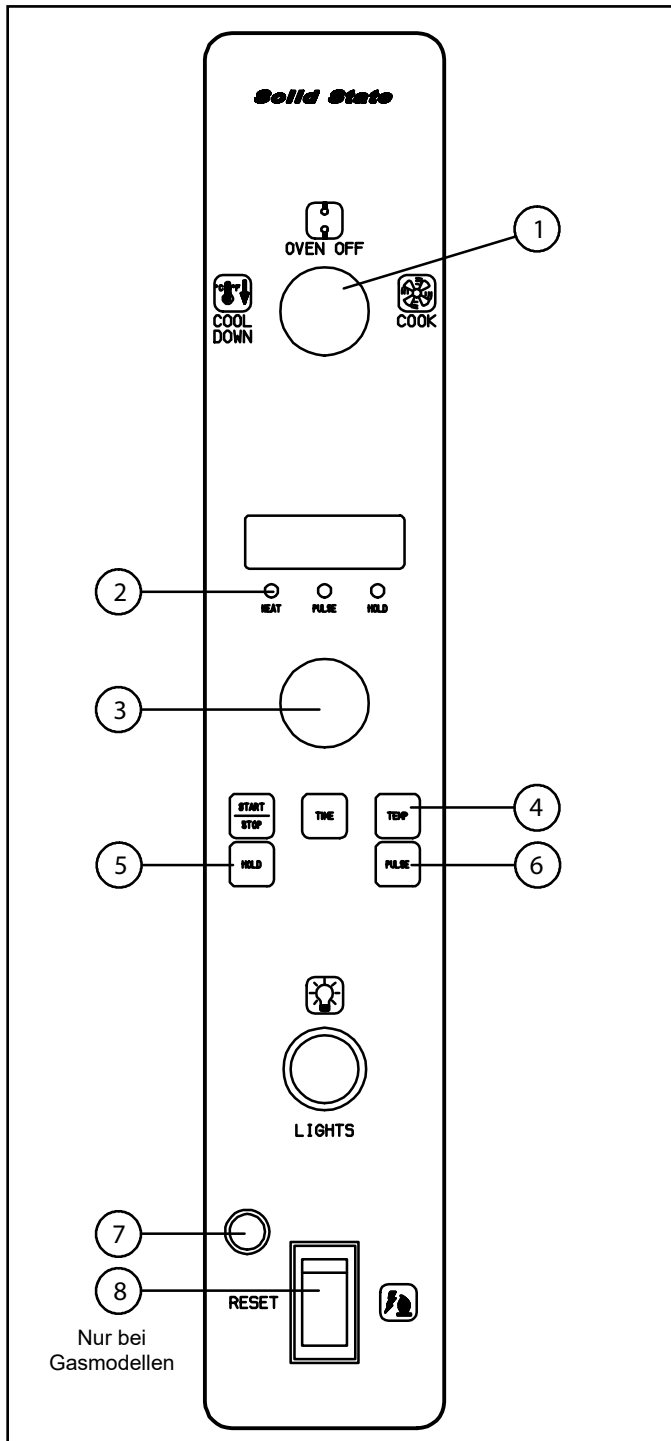 Solid State
OVEN OFF
1
°C °F
COOL
DOWN
COOK
2
HEAT
PULSE
HOLD
3
START
STOP
TIME
TEMP
4
5
HOLD
PULSE
6
LIGHTS
7
8
RESET
Nur bei
Gasmodellen